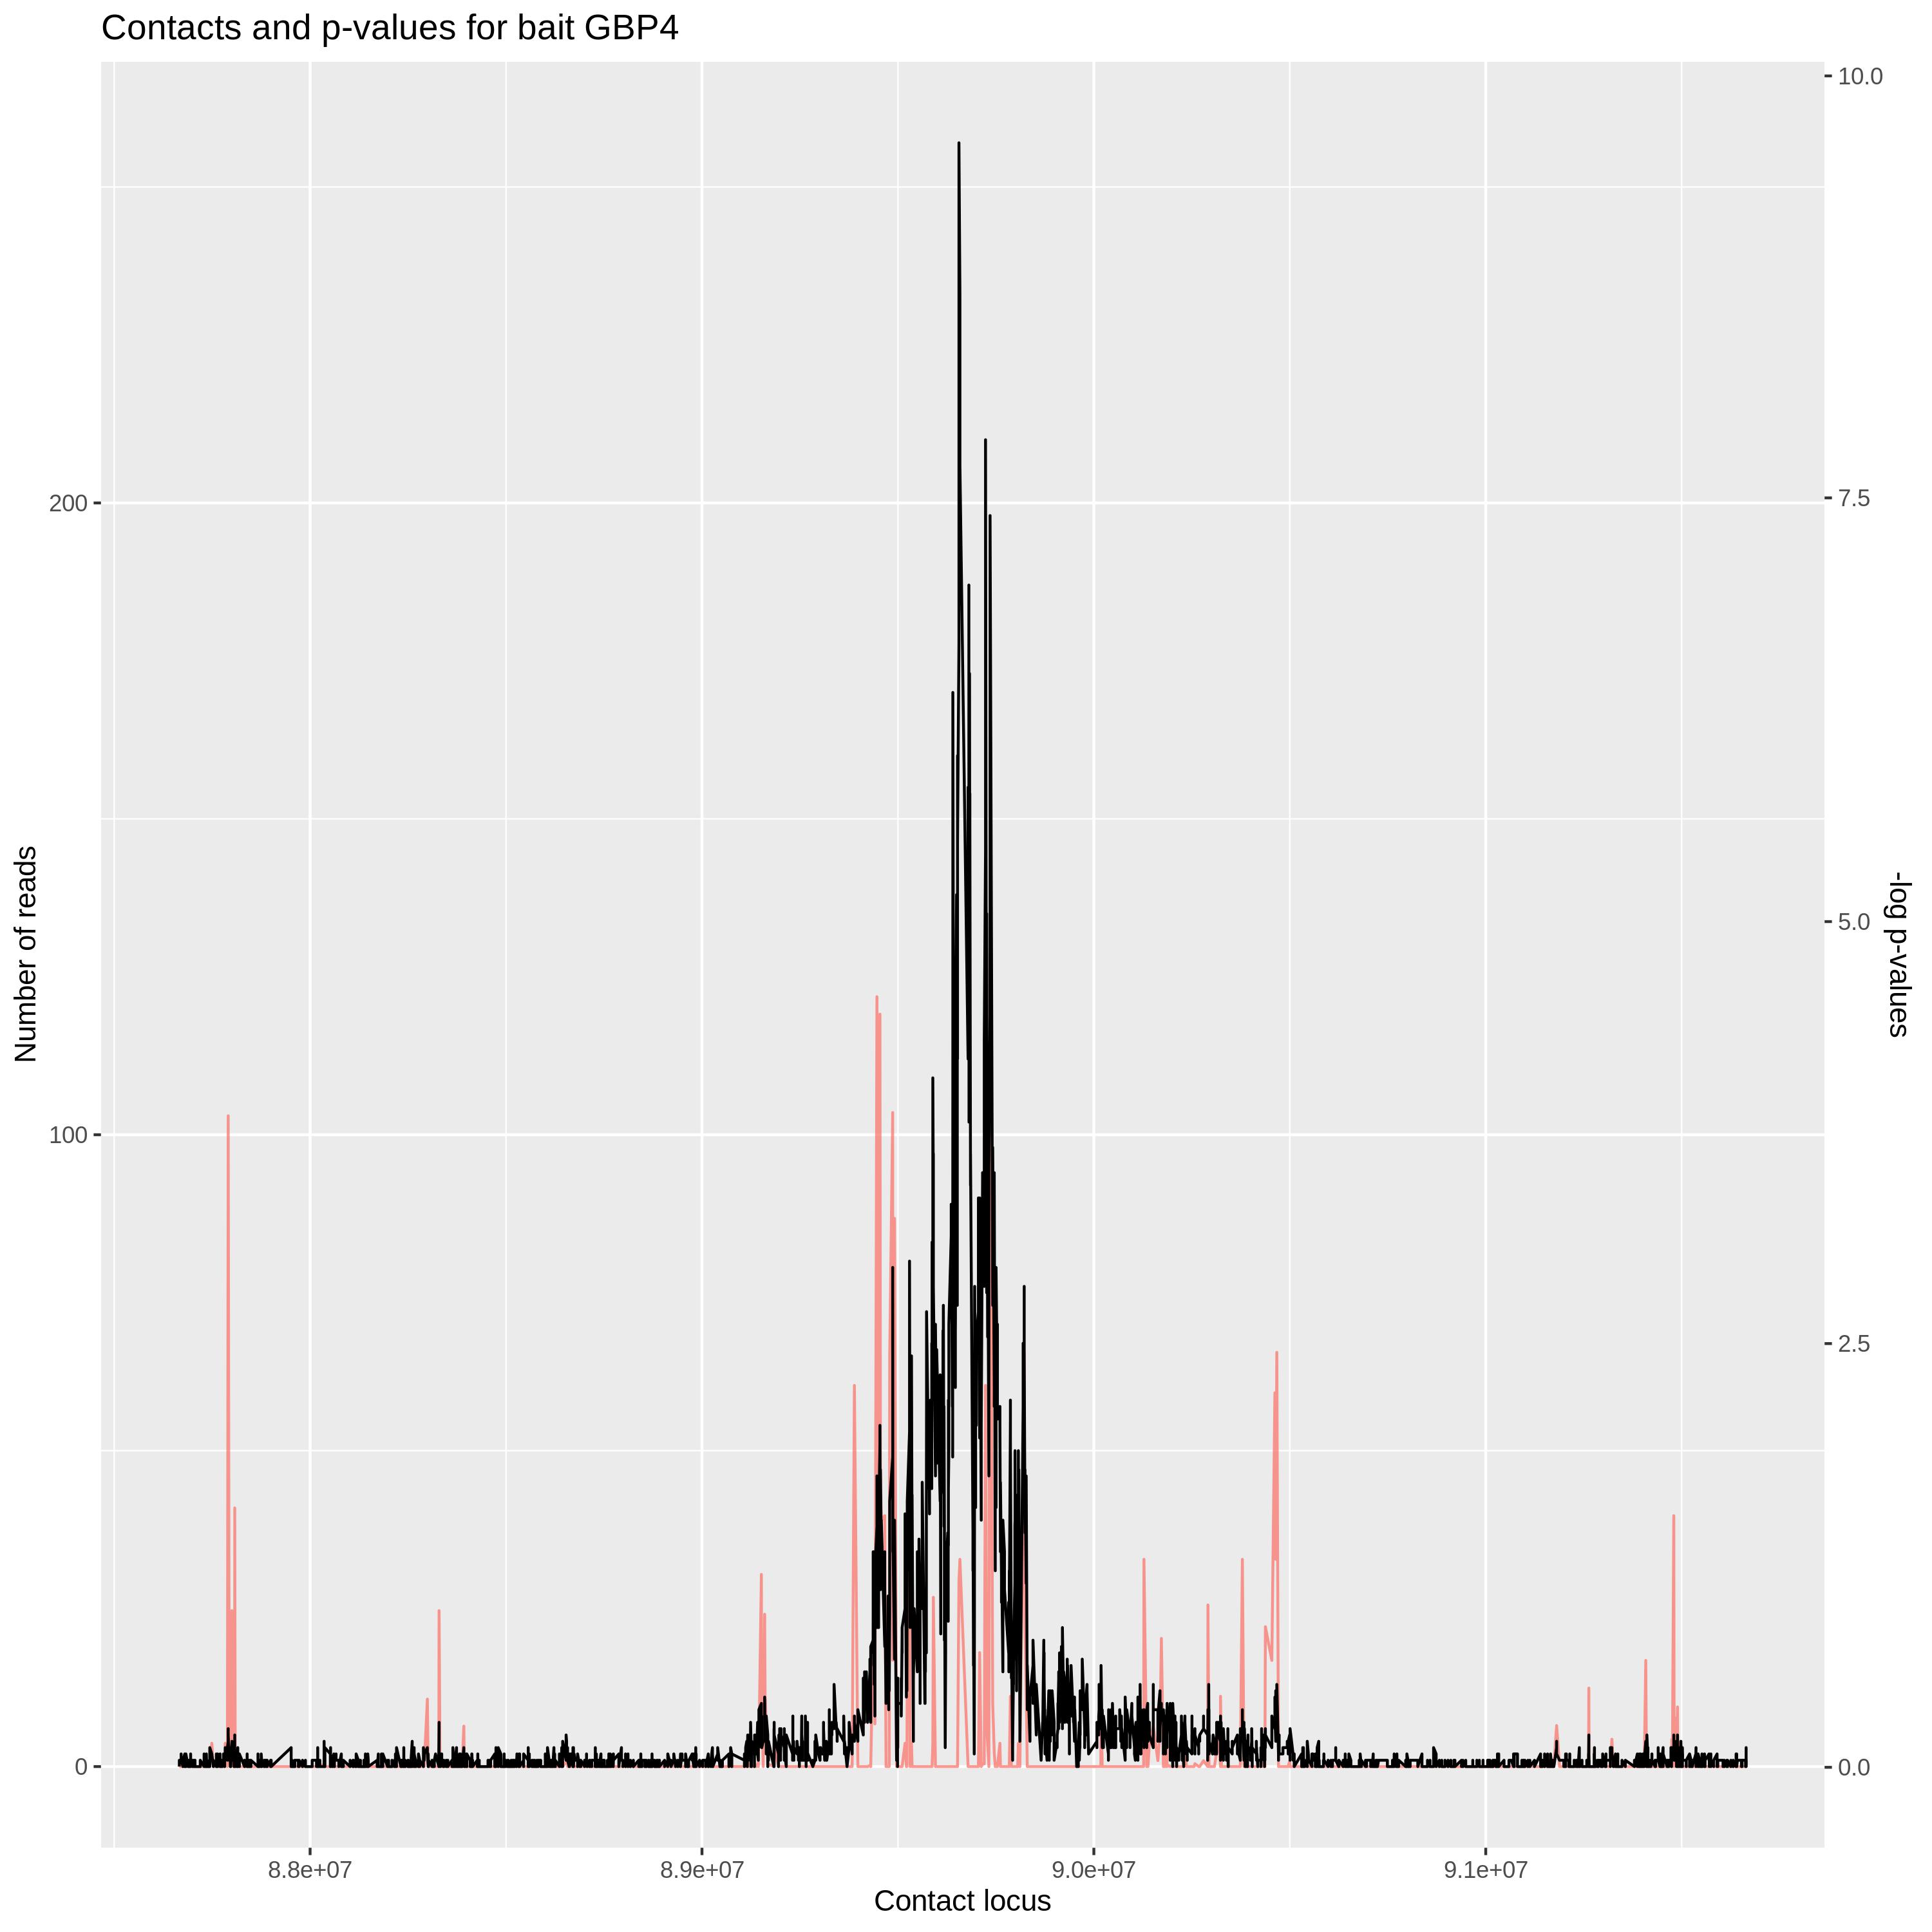 Contacts and p-values for bait GBP4
10.0
7.5
5.0
2.5
0.0
200
100
0
Number of reads
-log p-values
8.8e+07
8.9e+07
9.0e+07
9.1e+07
Contact locus